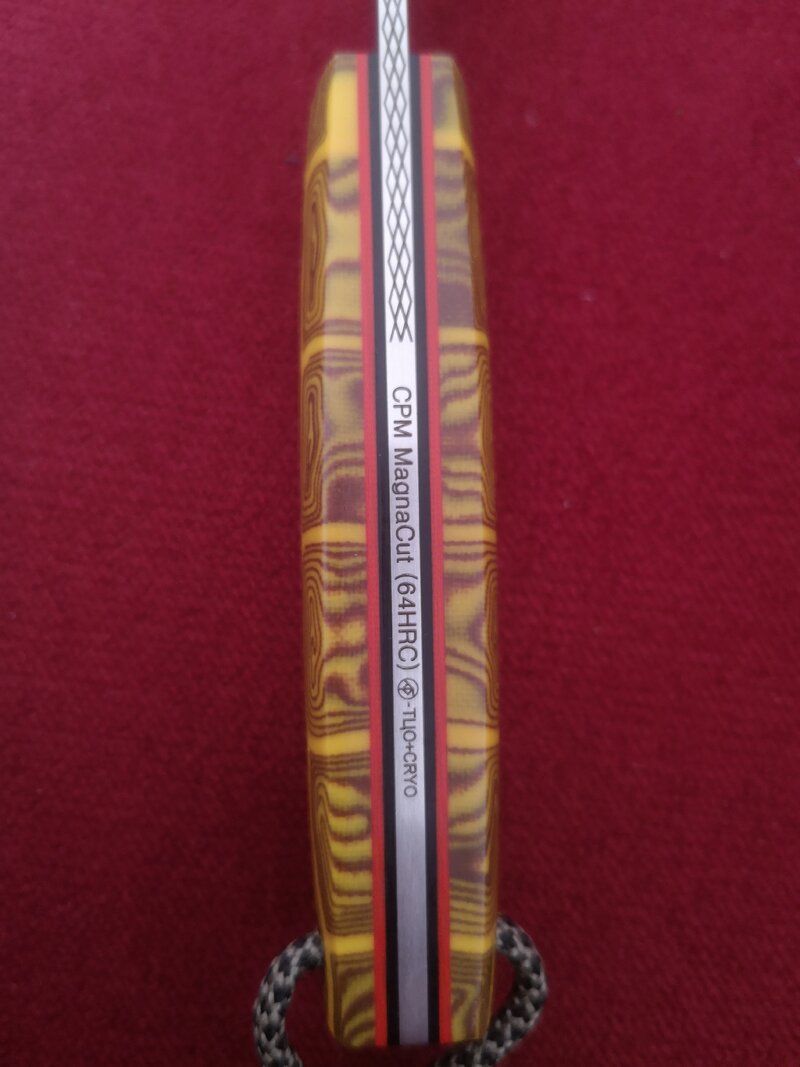 CPM MagnaCut (64HRC) -ТЦО+CRYO